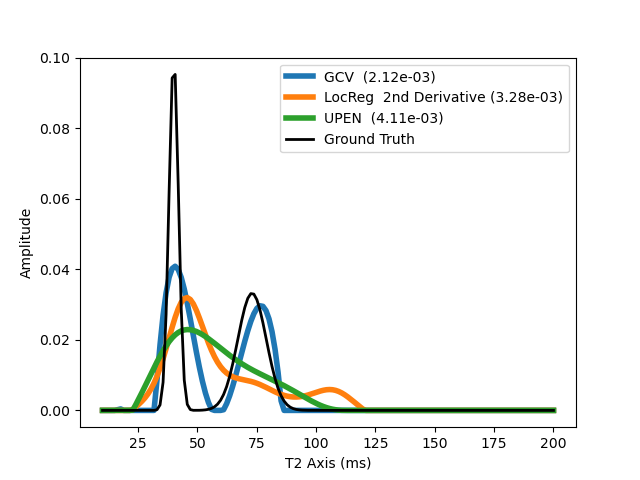 0.10
0.08
0.06
0.04
0.02
0.00
Amplitude
GCV  (2.12e-03)
LocReg  2nd Derivative (3.28e-03)
UPEN  (4.11e-03)
Ground Truth
25 50 75 100 125 150 175 200
T2 Axis (ms)